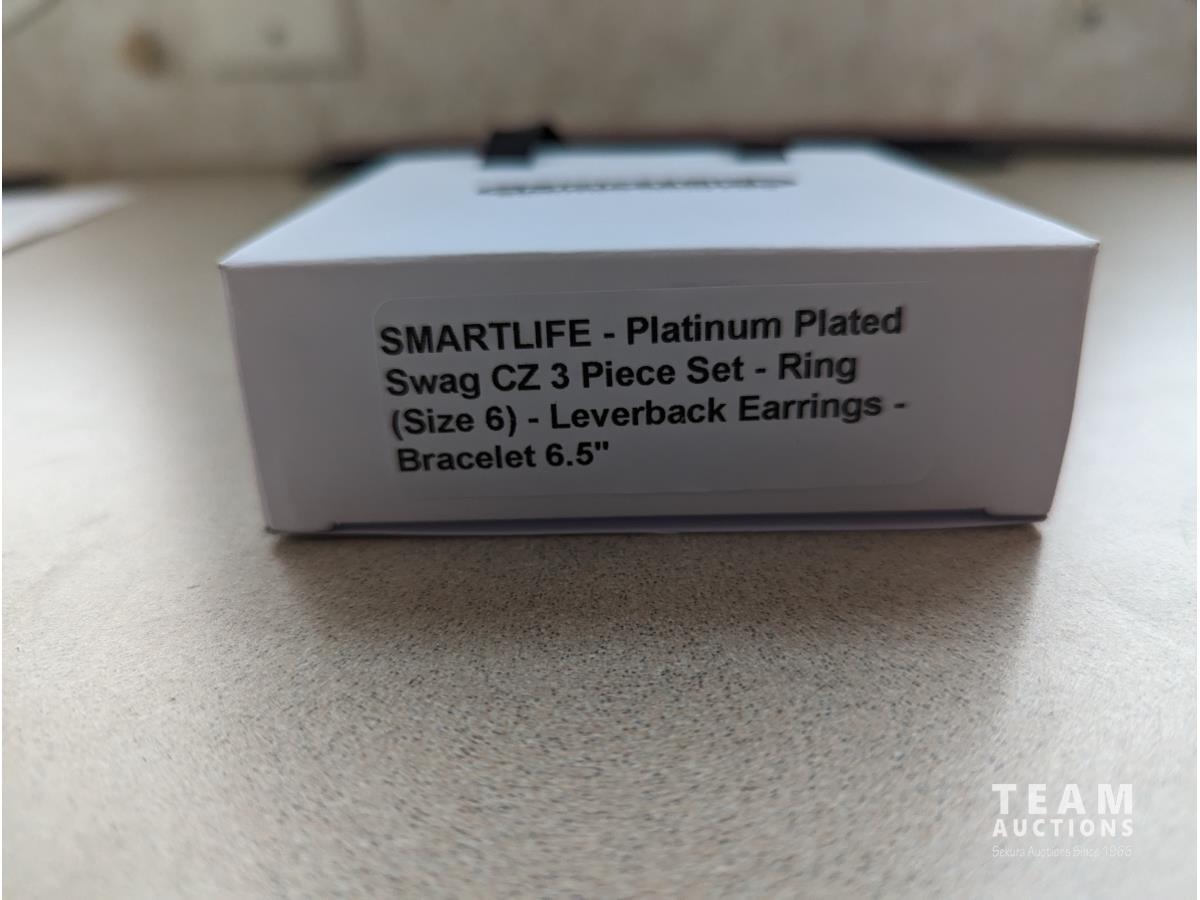 SMARTLIFE - Platinum Plated
Swag CZ 3 Piece Set - Ring
(Size 6) - Leverback Earrings -
Bracelet 6.5"
TEAM
AUCTIONS
Sekura Auctions Since 1966